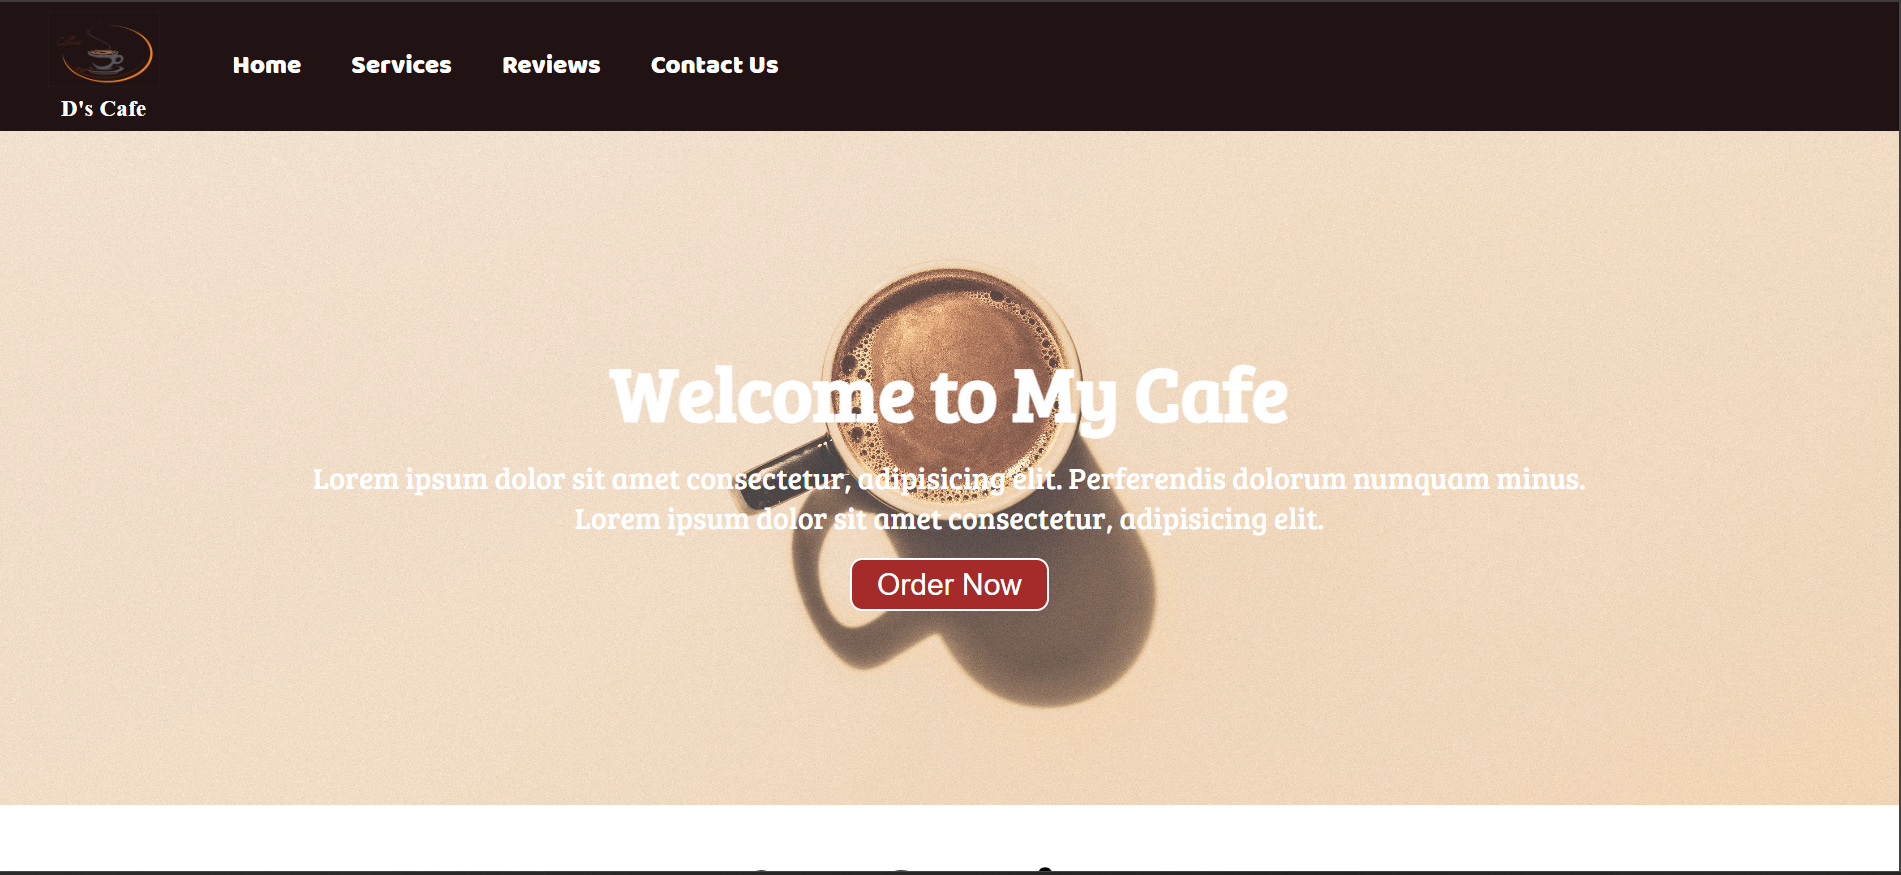 Coffee
D's Cafe
Home
Services
Reviews
Contact Us
Welcome to My Cafe
Lorem ipsum dolor sit amet consectetur, adipisicing elit. Perferendis dolorum numquam minus.
Lorem ipsum dolor sit amet consectetur, adipisicing elit.
Order Now